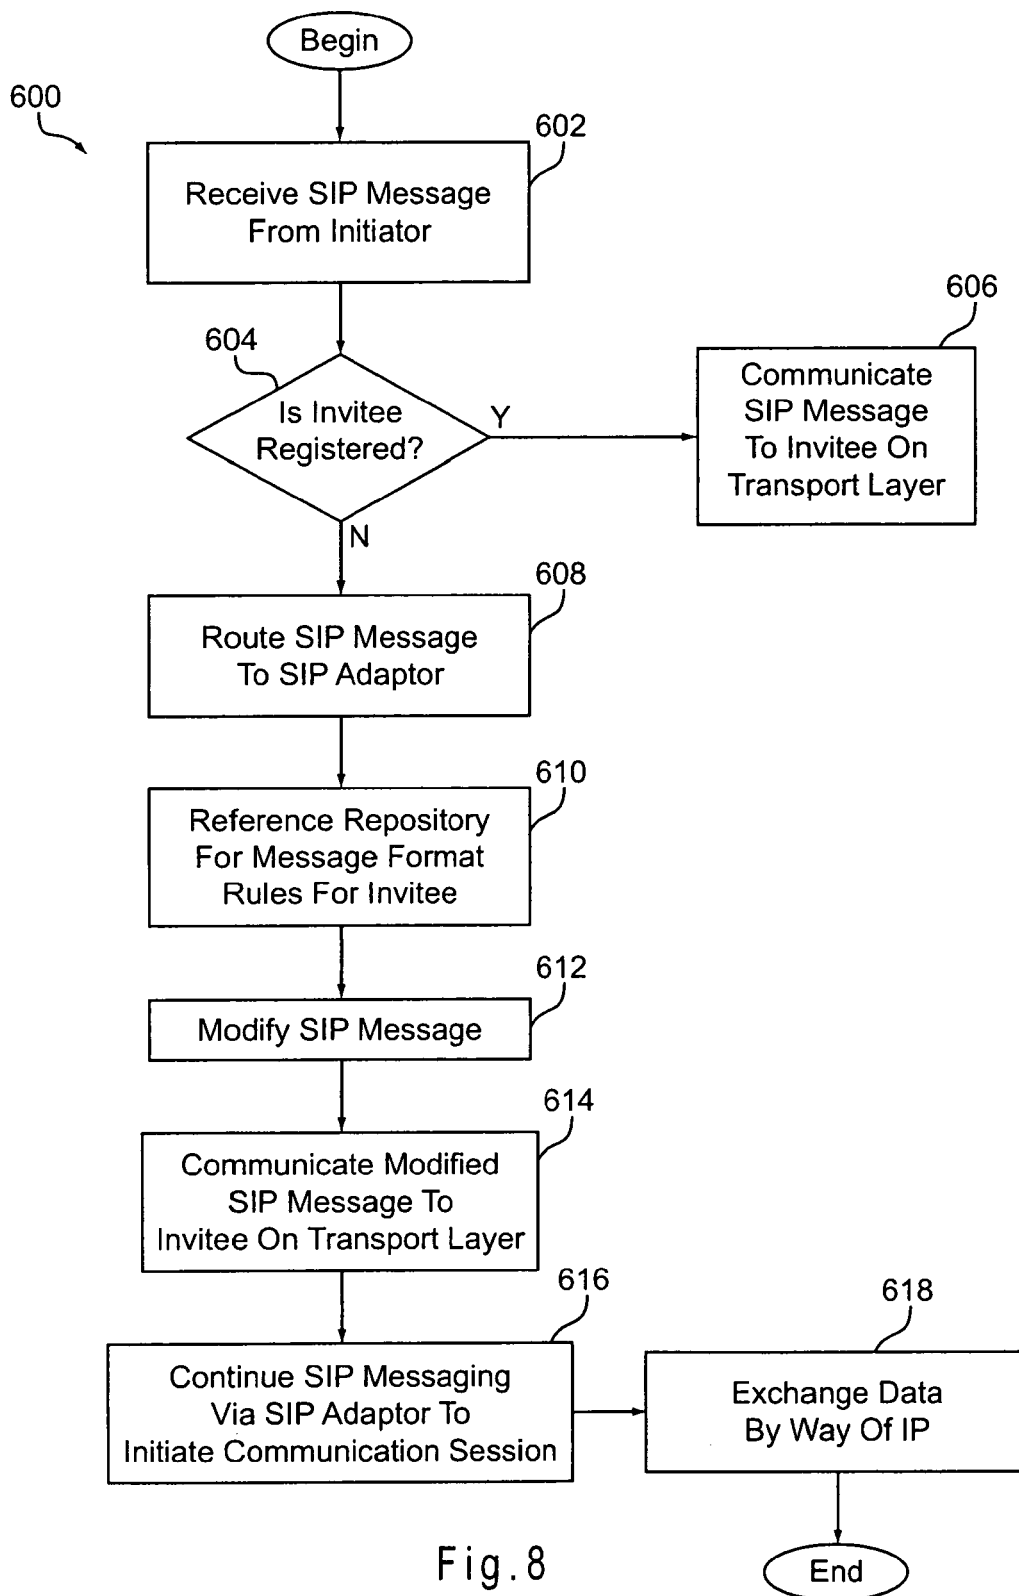 Begin
600
602
Receive SIP Message
From Initiator
604
606
Is Invitee
Registered?
Y
Communicate
SIP Message
To Invitee On
Transport Layer
N
608
Route SIP Message
To SIP Adaptor
610
Reference Repository
For Message Format
Rules For Invitee
612
Modify SIP Message
614
Communicate Modified
SIP Message To
Invitee On Transport Layer
616
618
Continue SIP Messaging
Via SIP Adaptor To
Initiate Communication Session
Exchange Data
By Way Of IP
End
Fig.8